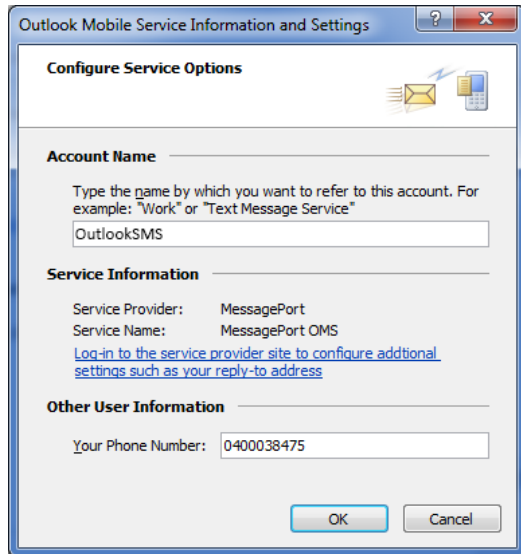 Outlook Mobile Service Information and Settings
Configure Service Options
Account Name
Type the name by which you want to refer to this account. For
example: "Work" or "Text Message Service"
OutlookSMS
Service Information
Service Provider: MessagePort
Service Name: MessagePort OMS
Log-in to the service provider site to configure addtional
settings such as your reply-to address
Other User Information
Your Phone Number: 0400038475
OK Cancel